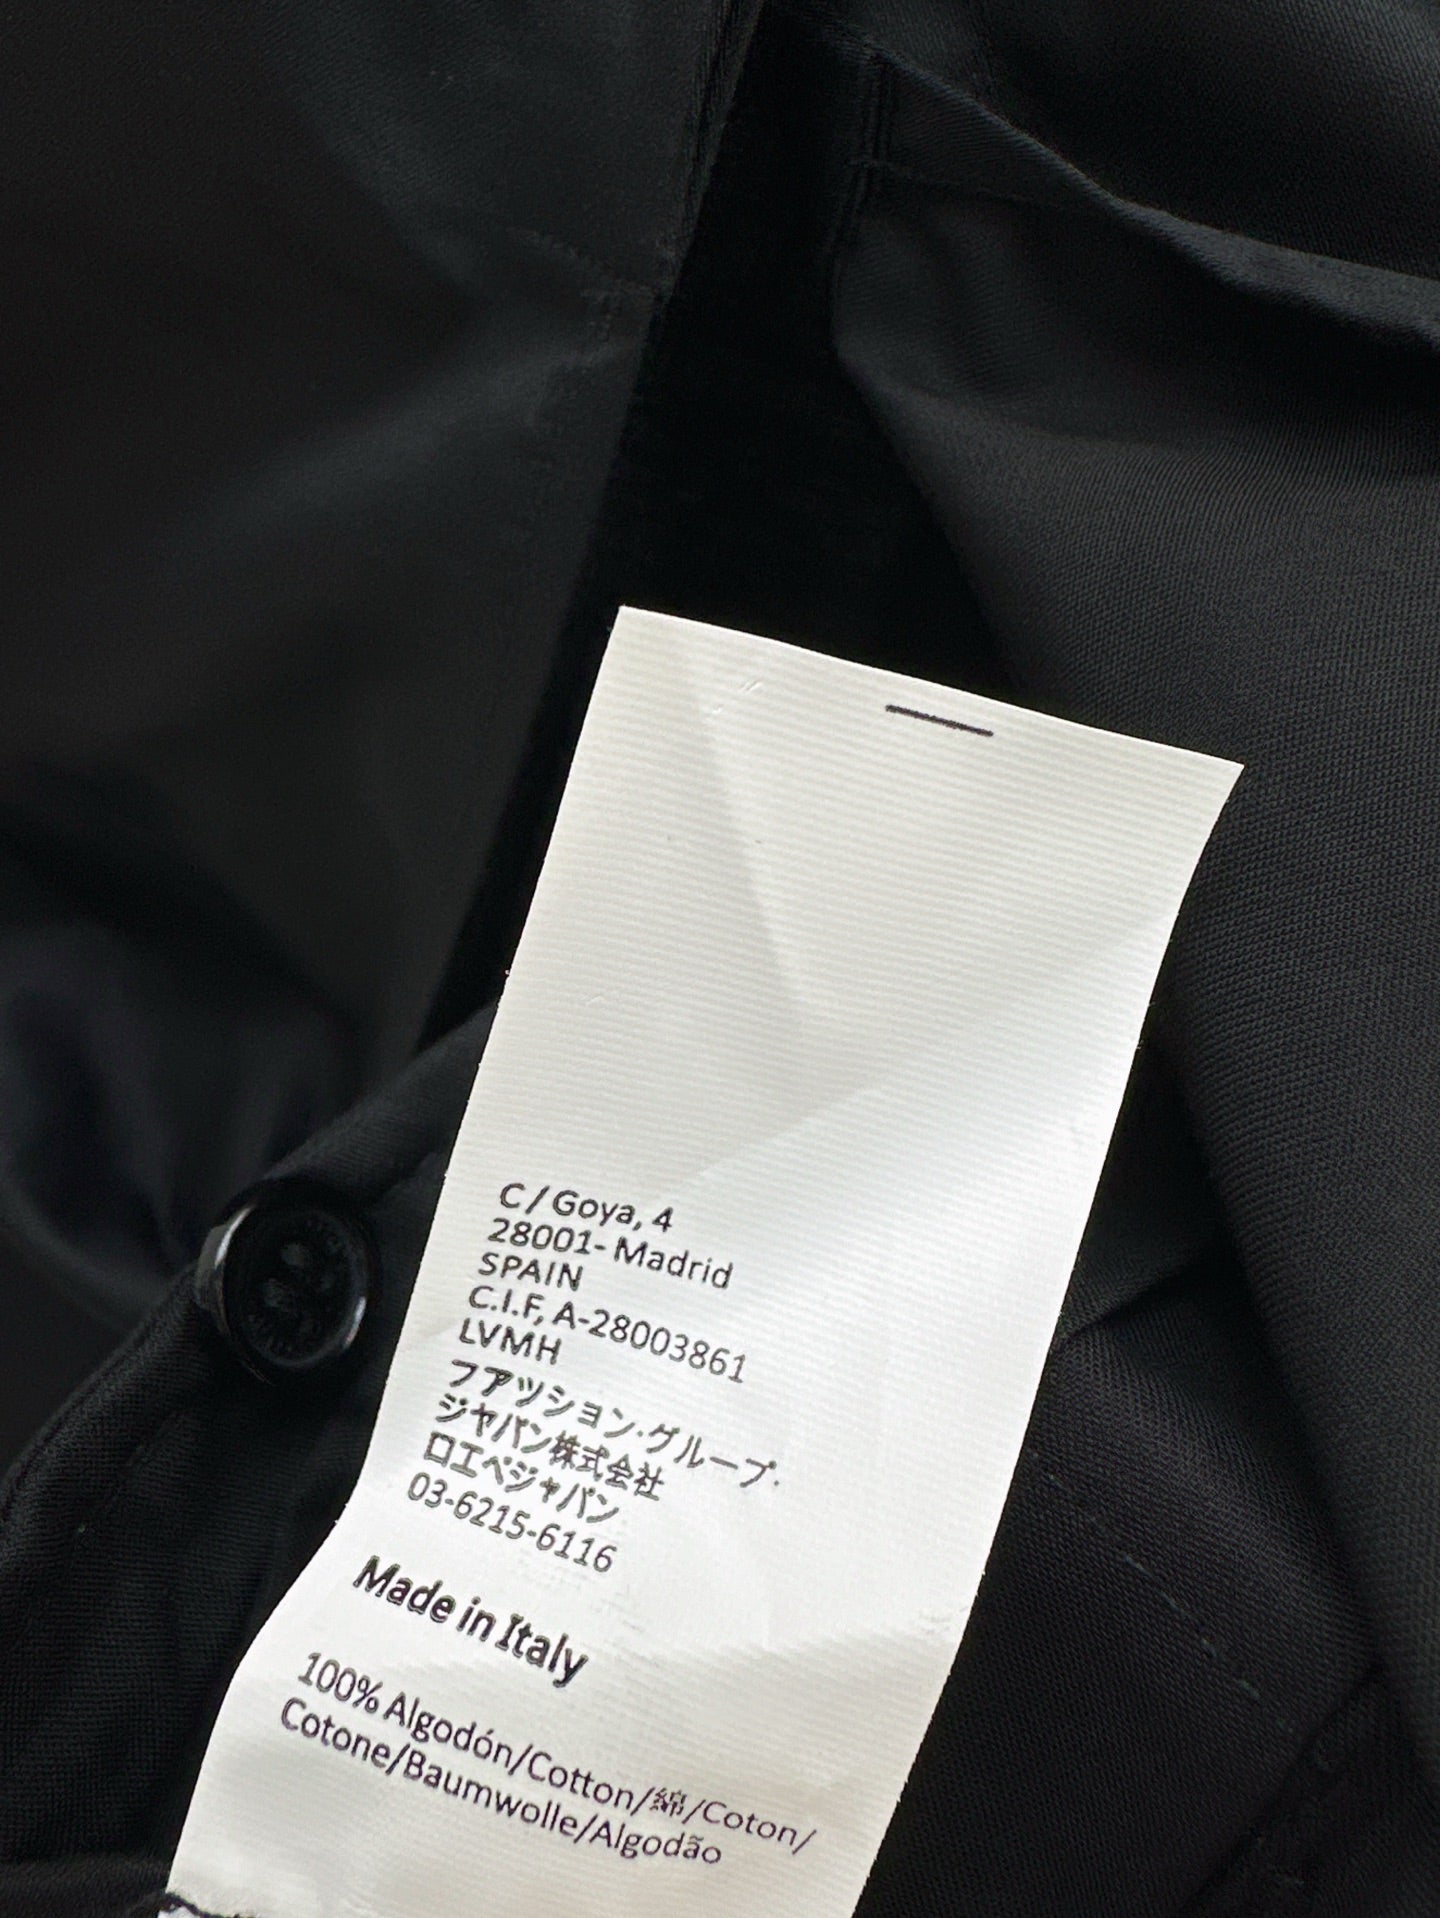 C / Goya, 4
28001- Madrid
SPAIN
C.I.F, A-28003861
LVMH
ファッション·グループ.
ジャパン株式会社
ロエベジャパン
03-6215-6116
Made in Italy
100% Algodón/Cotton/綿/Coton/
Cotone/Baumwolle/Algodão